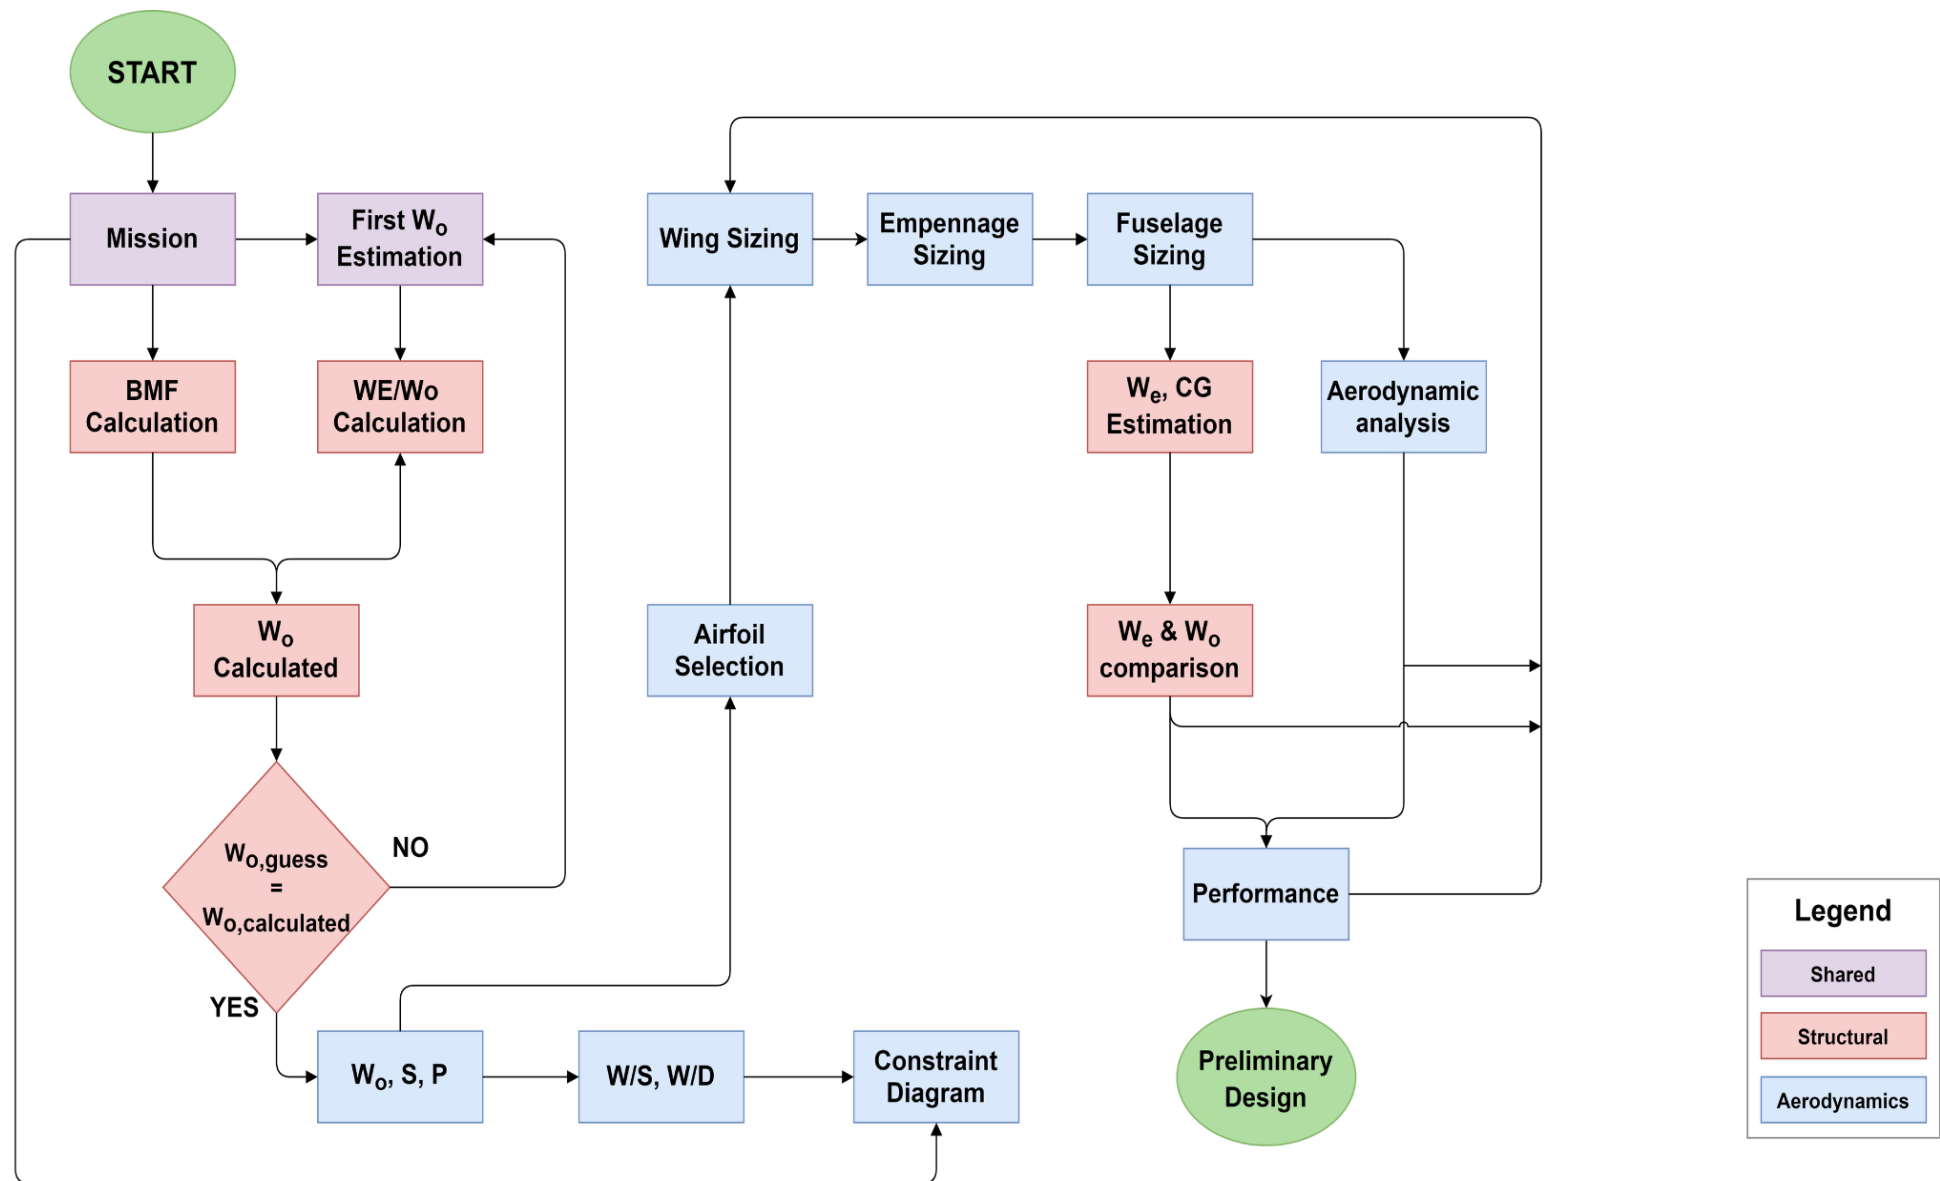 START
Mission
First Wo
Estimation
BMF
Calculation
WE/Wo
Calculation
Wo
Calculated
Wo,guess
=
Wo,calculated
NO
YES
Wo, S, P
W/S, W/D
Constraint
Diagram
Airfoil
Selection
Wing Sizing
Empennage
Sizing
Fuselage
Sizing
We, CG
Estimation
Aerodynamic
analysis
We & Wo
comparison
Performance
Preliminary
Design
Legend
Shared
Structural
Aerodynamics